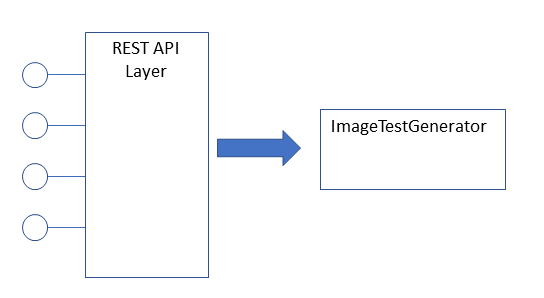 REST API
Layer
ImageTestGenerator